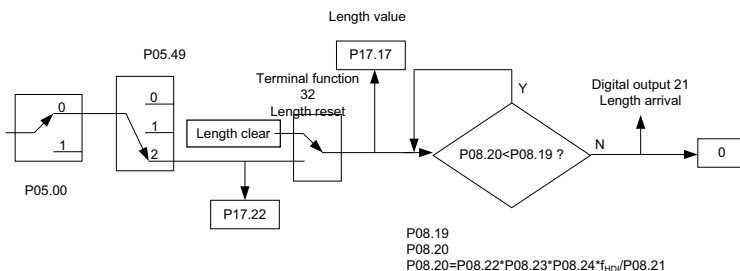 Length value
P05.49
P17.17
Terminal function
32
Length reset
Y
Digital output 21
Length arrival
0
0
Length clear
1
1
P08.20<P08.19 ?
N
0
2
P05.00
P17.22
P08.19
P08.20
P08.20=P08.22*P08.23*P08.24*fHDI/P08.21